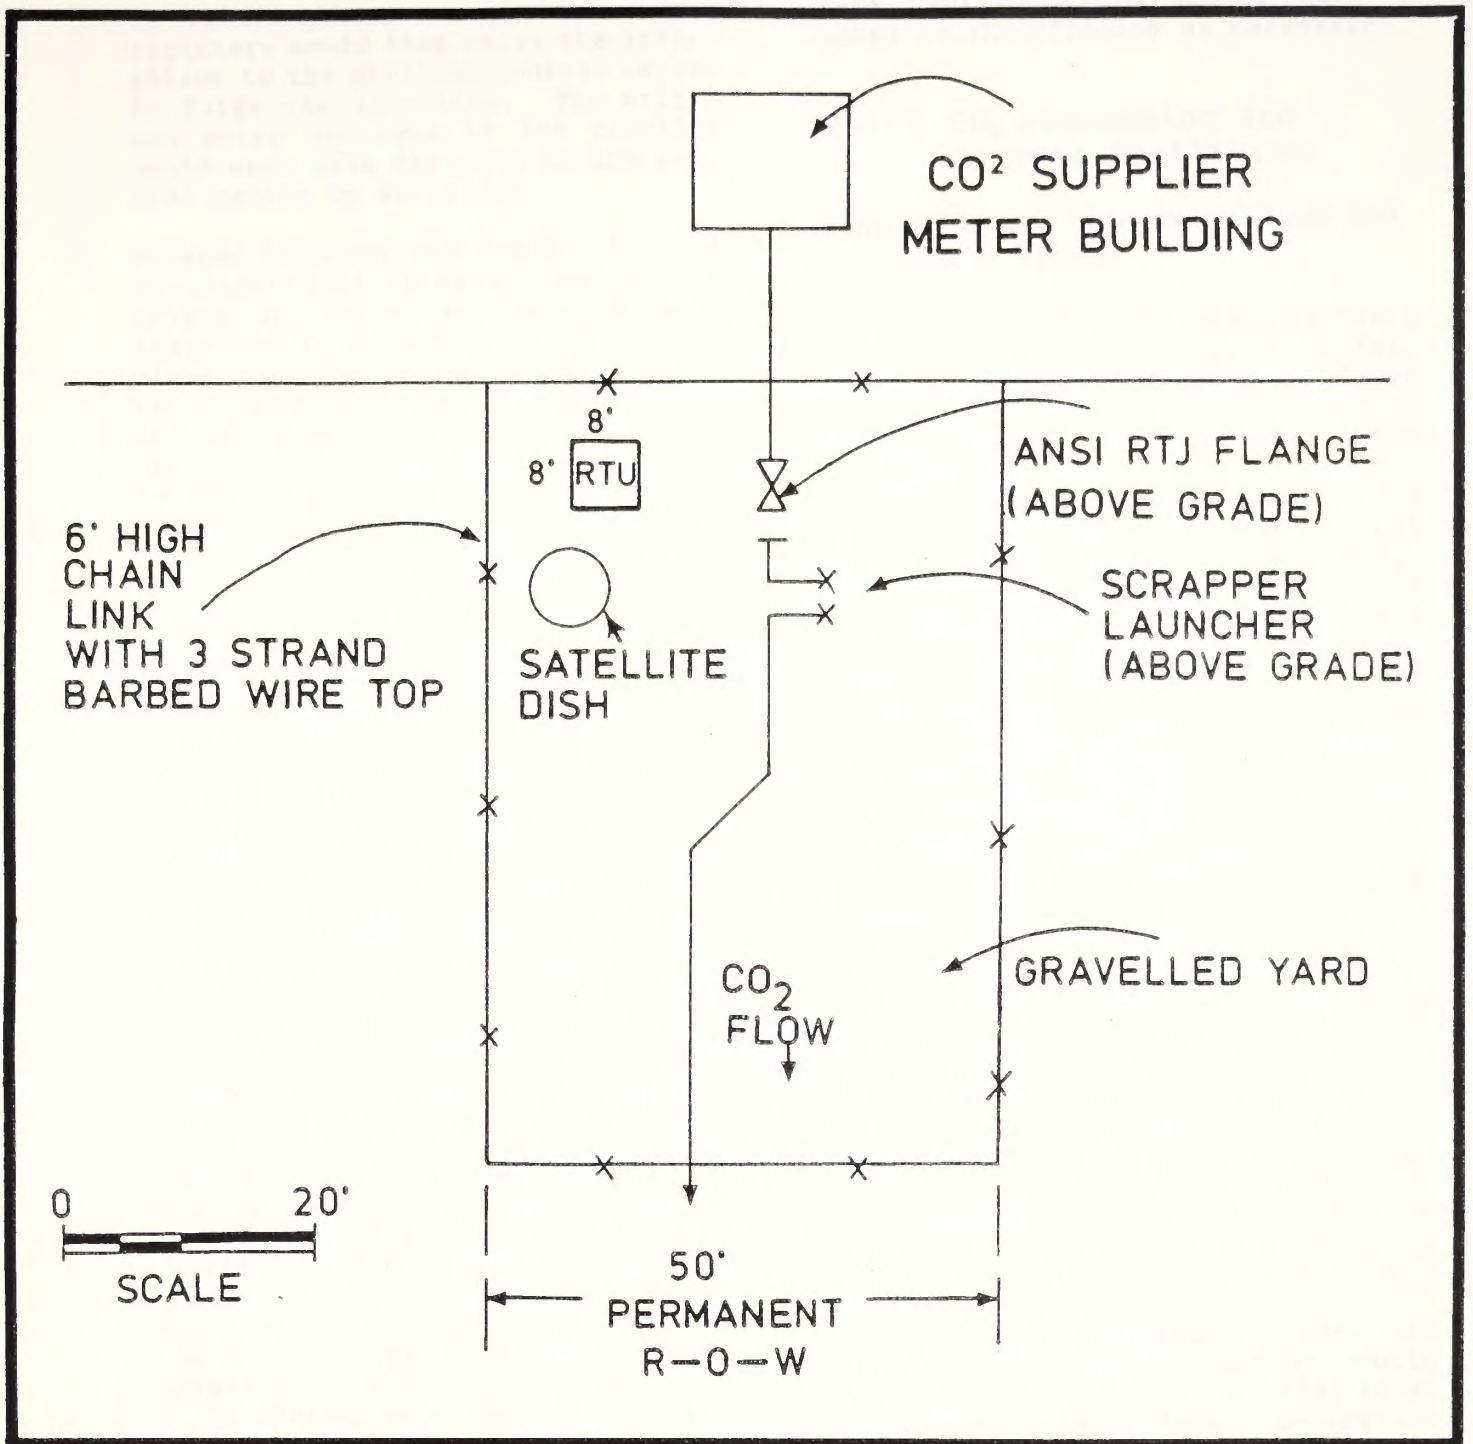 CO² SUPPLIER
METER BUILDING
8'
8'
RTU
ANSI RTJ FLANGE
(ABOVE GRADE)
6' HIGH
CHAIN
LINK
WITH 3 STRAND
BARBED WIRE TOP
SCRAPPER
LAUNCHER
(ABOVE GRADE)
SATELLITE
DISH
CO2
FLOW
GRAVELLED YARD
0 20'
SCALE
50'
PERMANENT
R-O-W